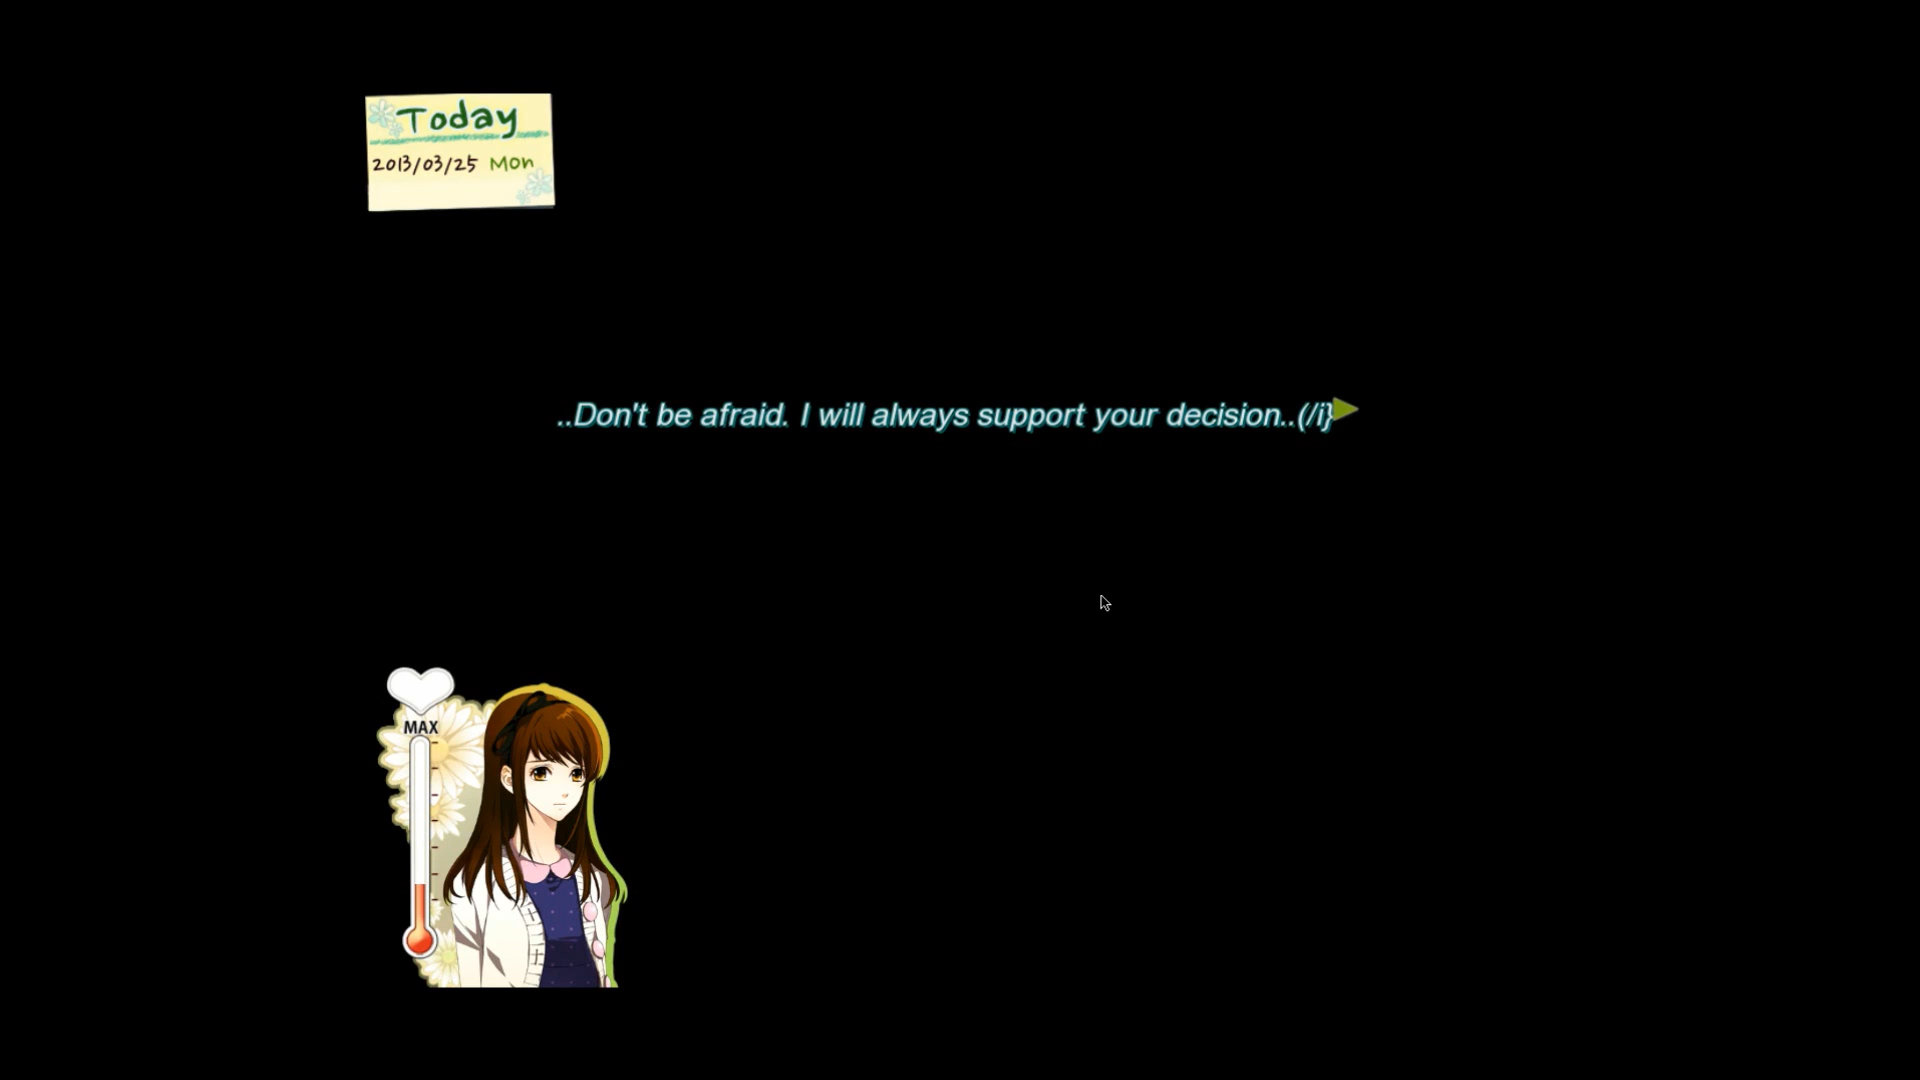 Today
2013/03/25 Mon
..Don't be afraid. I will always support your decision..(/i}
MAX